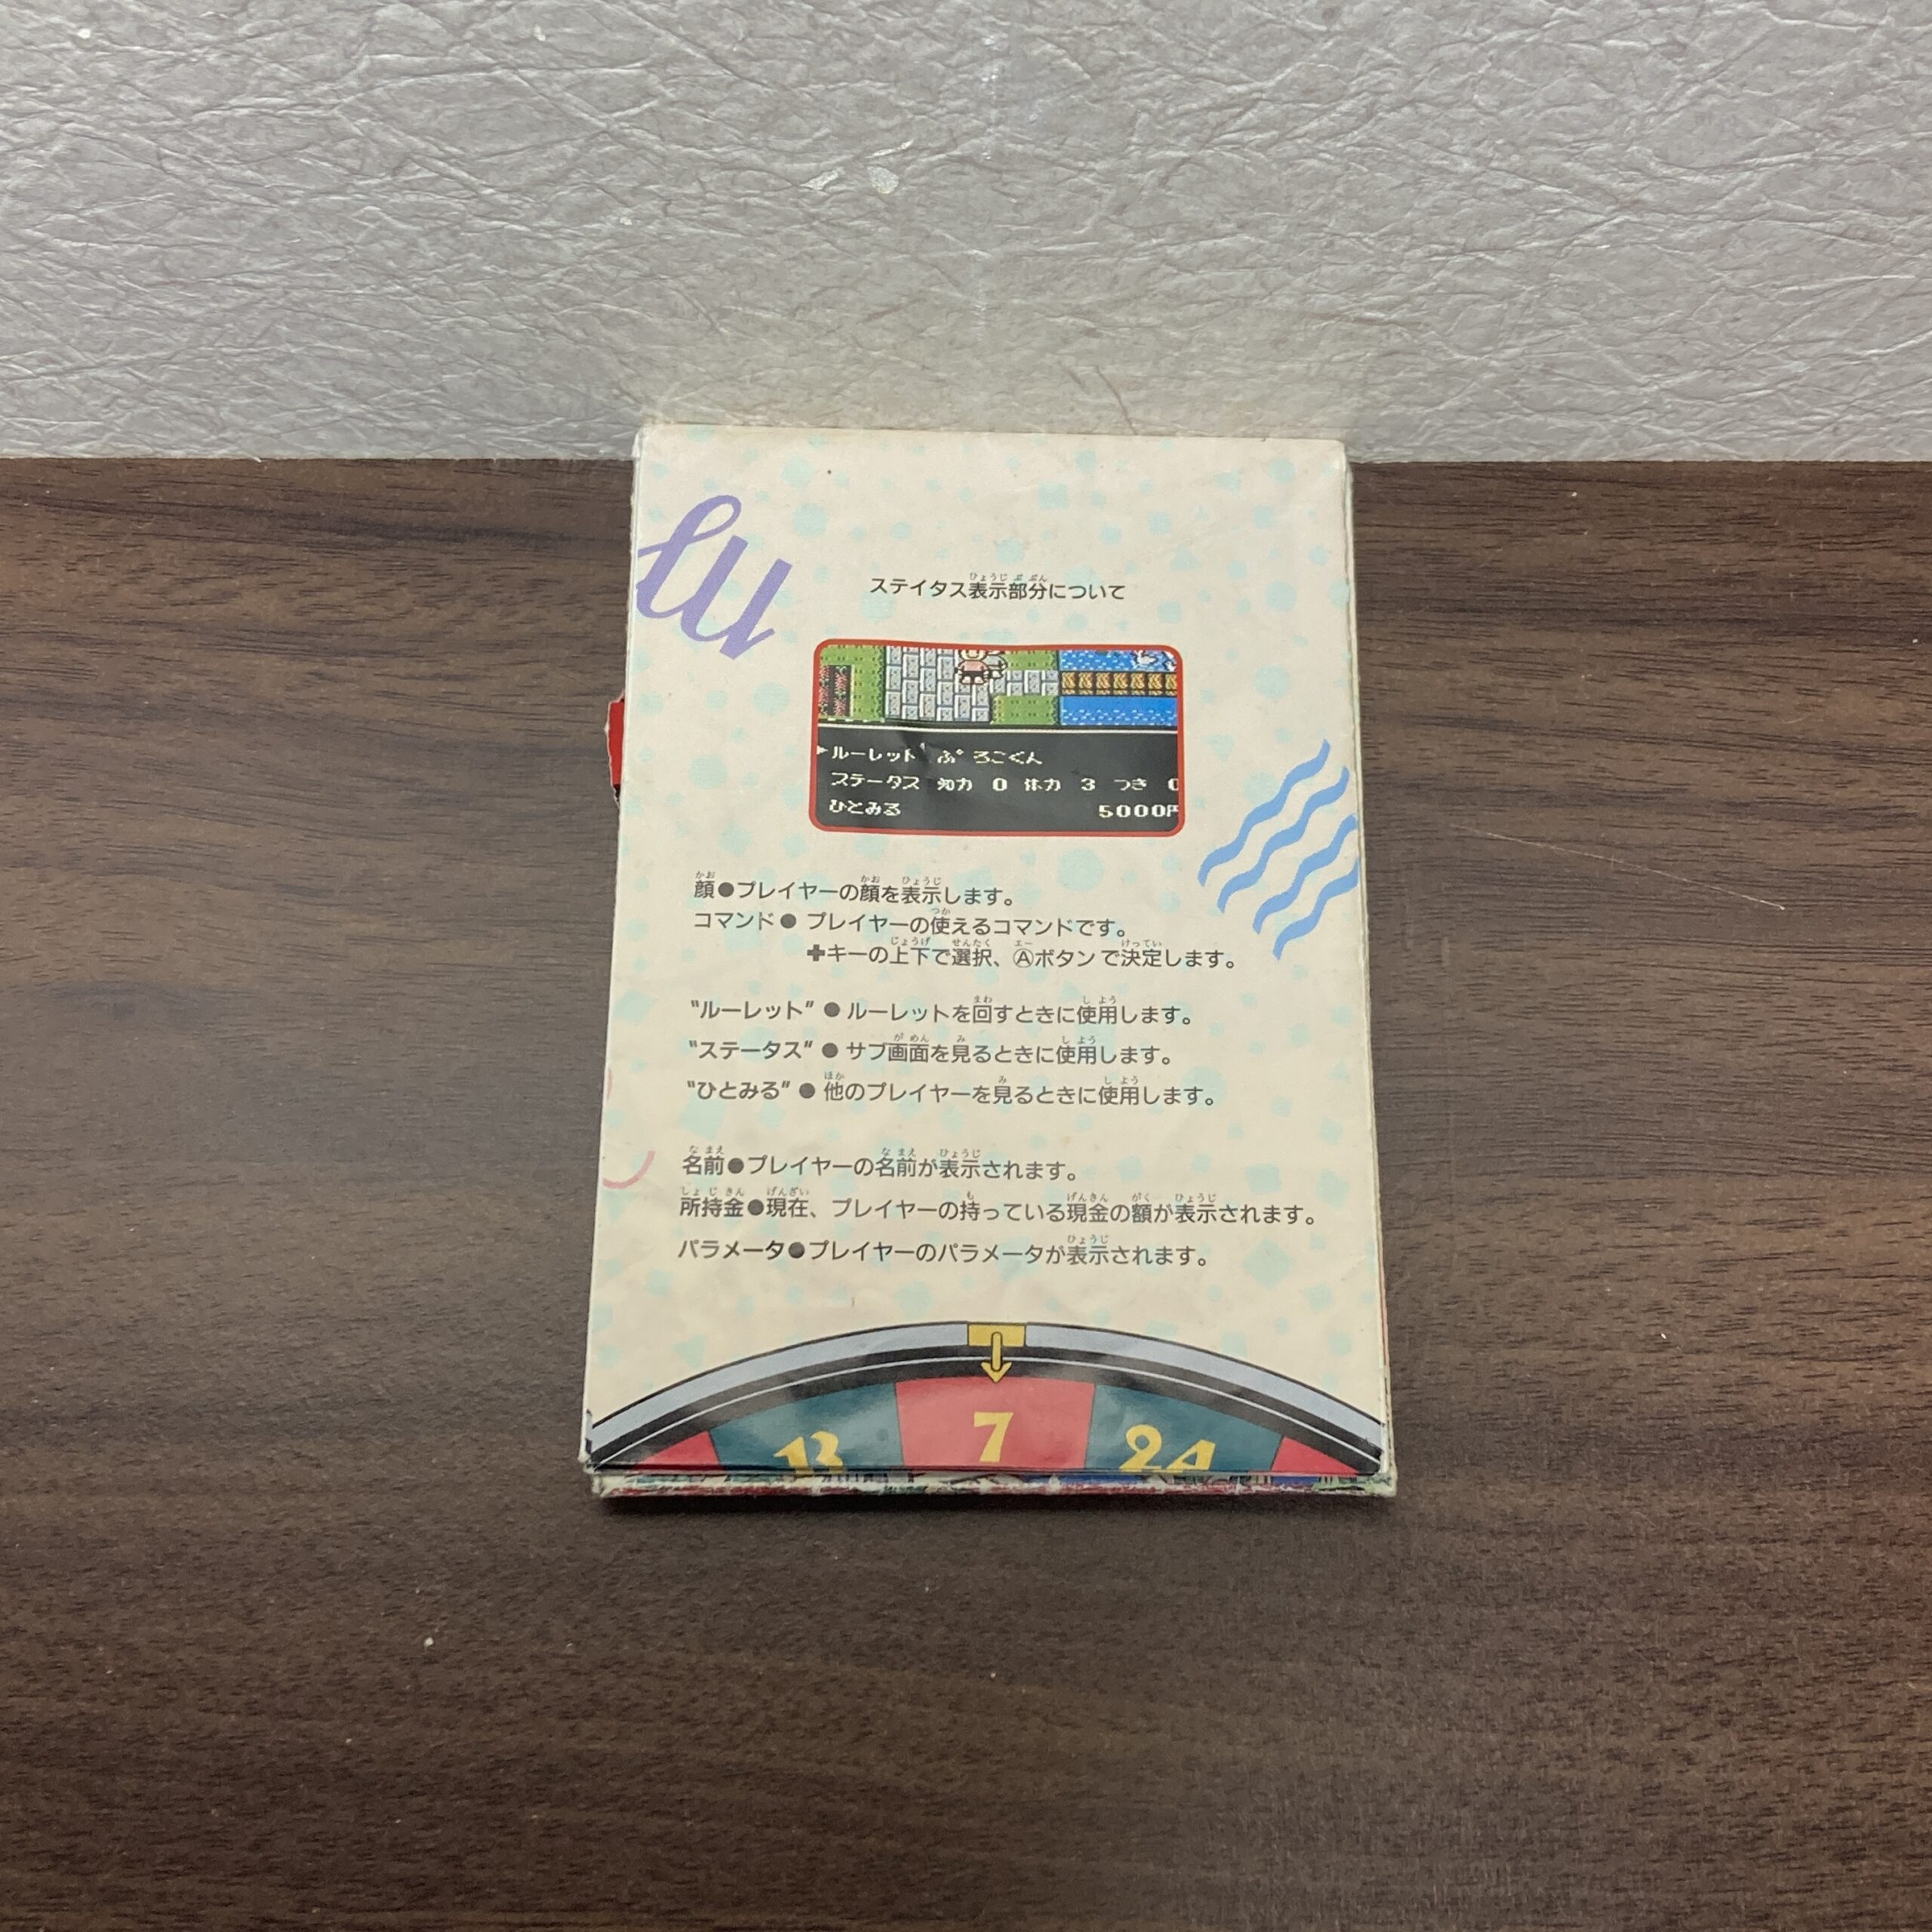 ステイタス表示部分について
ルーレット ぷろごくん
ステータス 知力 0 体力 3 つき 0
ひとみる 5000円
顔●プレイヤーの顔を表示します。
コマンド● プレイヤーの使えるコマンドです。
✚キーの上下で選択、Ⓐボタンで決定します。
"ルーレット" ● ルーレットを回すときに使用します。
"ステータス" ● サブ画面を見るときに使用します。
"ひとみる" ● 他のプレイヤーを見るときに使用します。
名前●プレイヤーの名前が表示されます。
所持金●現在、プレイヤーの持っている現金の額が表示されます。
パラメータ●プレイヤーのパラメータが表示されます。
13 7 24